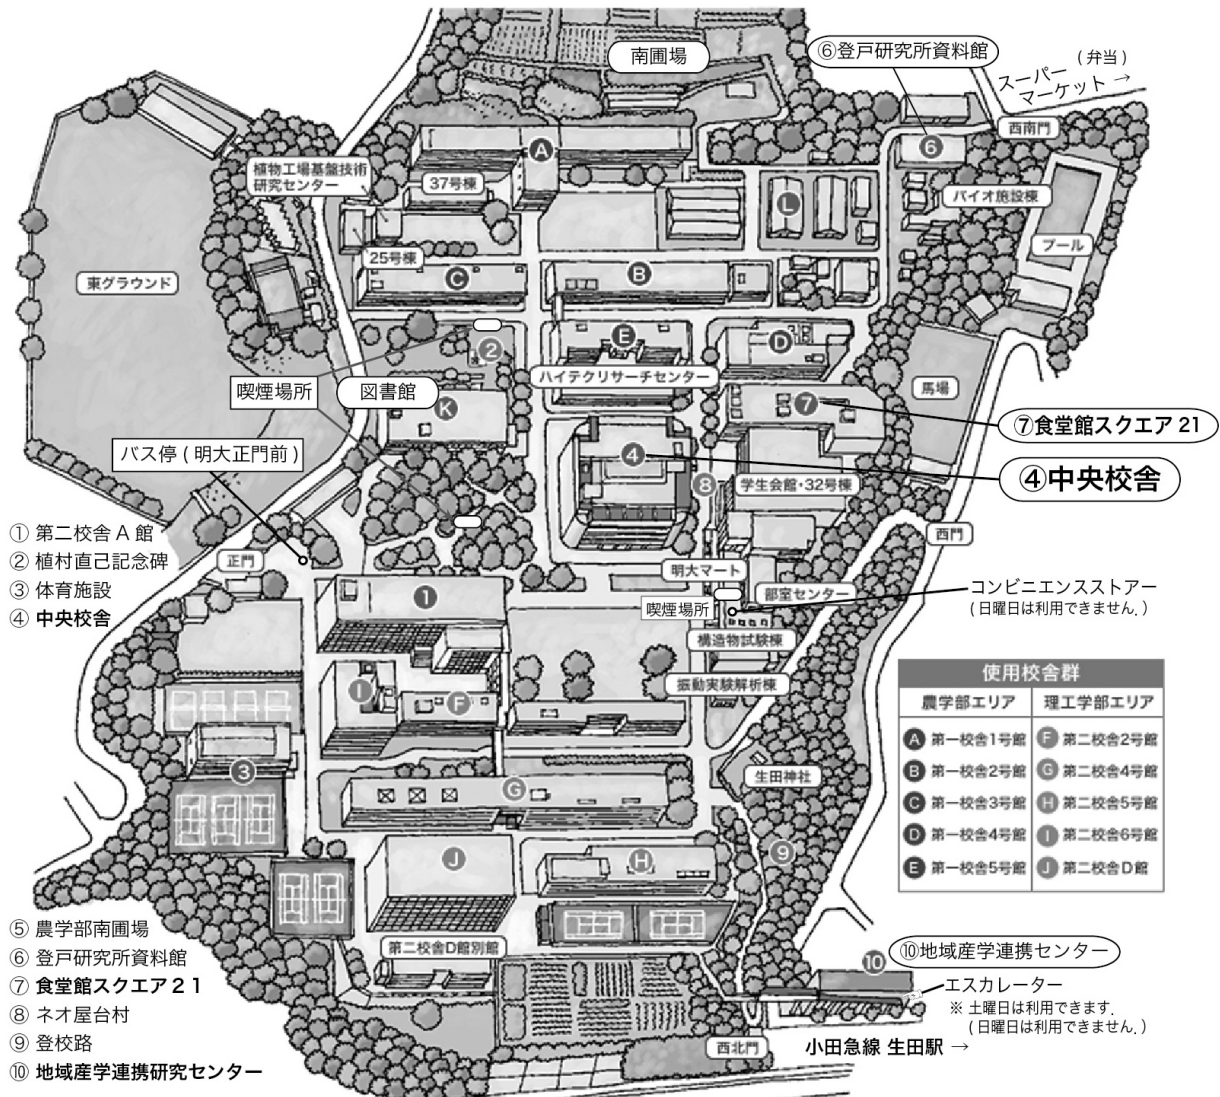 南圃場
⑥登戸研究所資料館
スーパー (弁当)
マーケット →
西南門
A
6
植物工場基盤技術
研究センター
37号棟
L
バイオ施設棟
プール
25号棟
東グラウンド
C
B
E
D
2
ハイテクリサーチセンター
喫煙場所
図書館
K
7
馬場
⑦食堂館スクエア21
バス停(明大正門前)
4
④中央校舎
8
学生会館・32号棟
① 第二校舎A館
② 植村直己記念碑
③ 体育施設
④ 中央校舎
正門
西門
明大マート
コンビニエンスストアー
(日曜日は利用できません.)
1
喫煙場所
部室センター
構造物試験棟
振動実験解析棟
I
F
使用校舎群
農学部エリア 理工学部エリア
A 第一校舎1号館 F 第二校舎2号館
B 第一校舎2号館 G 第二校舎4号館
C 第一校舎3号館 H 第二校舎5号館
D 第一校舎4号館 I 第二校舎6号館
E 第一校舎5号館 J 第二校舎D館
3
生田神社
G
J
H
9
第二校舎D館別館
⑤ 農学部南圃場
⑥ 登戸研究所資料館
⑦ 食堂館スクエア21
⑧ ネオ屋台村
⑨ 登校路
⑩ 地域産学連携研究センター
10
⑩地域産学連携センター
エスカレーター
※ 土曜日は利用できます.
(日曜日は利用できません.)
西北門
小田急線 生田駅 →